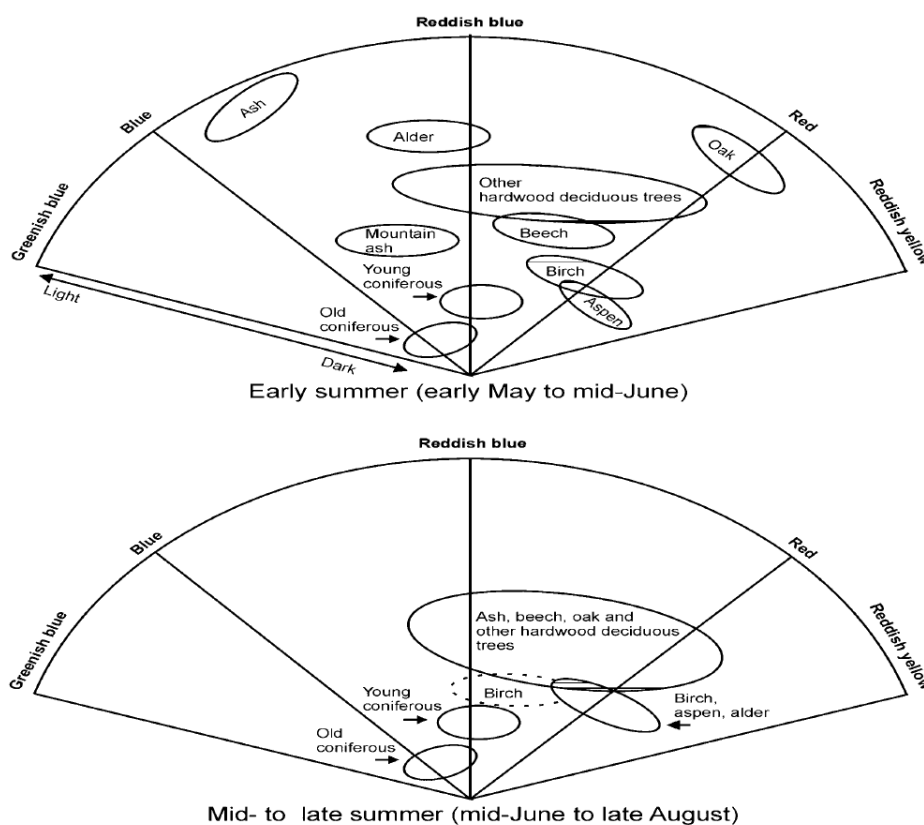 Reddish blue
Ash
Blue
Alder
Red
Oak
Other
hardwood deciduous trees
Greenish blue
Reddish yellow
Mountain
ash
Beech
Young
coniferous
Birch
Light
Old
coniferous
Aspen
Dark
Early summer (early May to mid-June)
Reddish blue
Blue
Red
Greenish blue
Ash, beech, oak and
other hardwood deciduous
trees
Reddish yellow
Young
coniferous
Birch
Birch,
aspen, alder
Old
coniferous
Mid- to late summer (mid-June to late August)